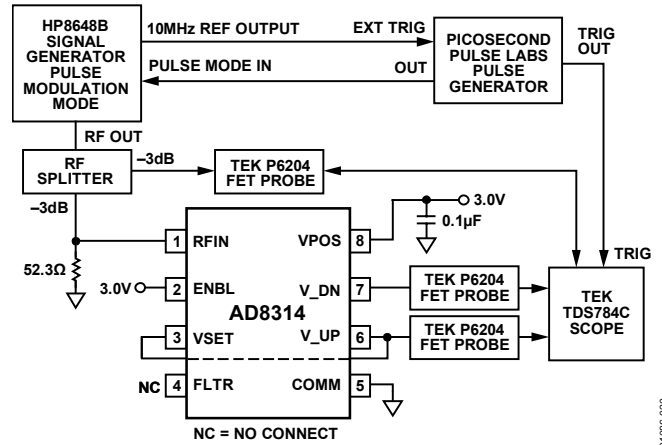 HP8648B
SIGNAL
GENERATOR
PULSE
MODULATION
MODE
10MHz REF OUTPUT
EXT TRIG
PULSE MODE IN
OUT
PICOSECOND
PULSE LABS
PULSE
GENERATOR
TRIG
OUT
RF OUT
RF
SPLITTER
–3dB
–3dB
TEK P6204
FET PROBE
3.0V
0.1µF
52.3Ω
3.0V
1
RFIN
VPOS
8
2
ENBL
V_DN
7
AD8314
3
VSET
V_UP
6
NC
4
FLTR
COMM
5
TEK P6204
FET PROBE
TEK P6204
FET PROBE
TRIG
TEK
TDS784C
SCOPE
NC = NO CONNECT